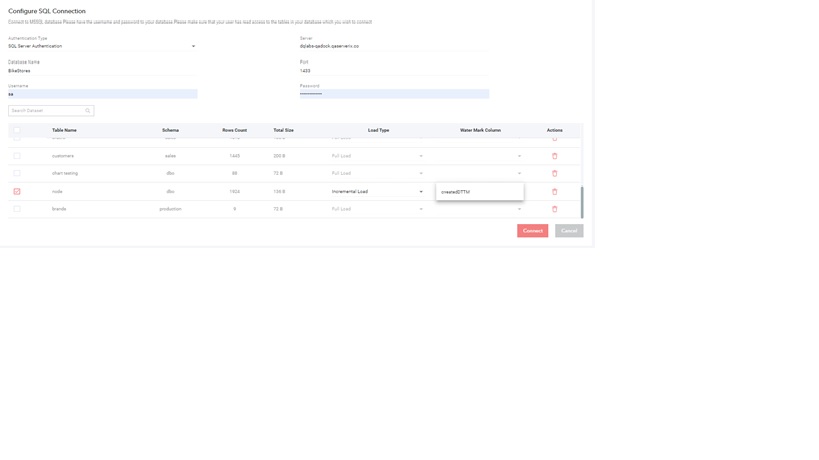 Configure SQL Connection
Connect to MSSQL database Please have the username and password to your database Please make sure that your user has read access to the tables in your database which you wish to connect
Authentication Type
Server
SQL Server Authentication
dqlabs-qadock.qaserverix.co
Database Name
Port
BikeStores
1433
Username
Password
sa
Search Dataset
Table Name Schema Rows Count Total Size Load Type Water Mark Column Actions
customers sales 1445 200 B Full Load
chart testing dbo 88 72 B Full Load
node dbo 1924 136 B Incremental Load createdDTTM
brands production 9 72 B Full Load
Connect Cancel